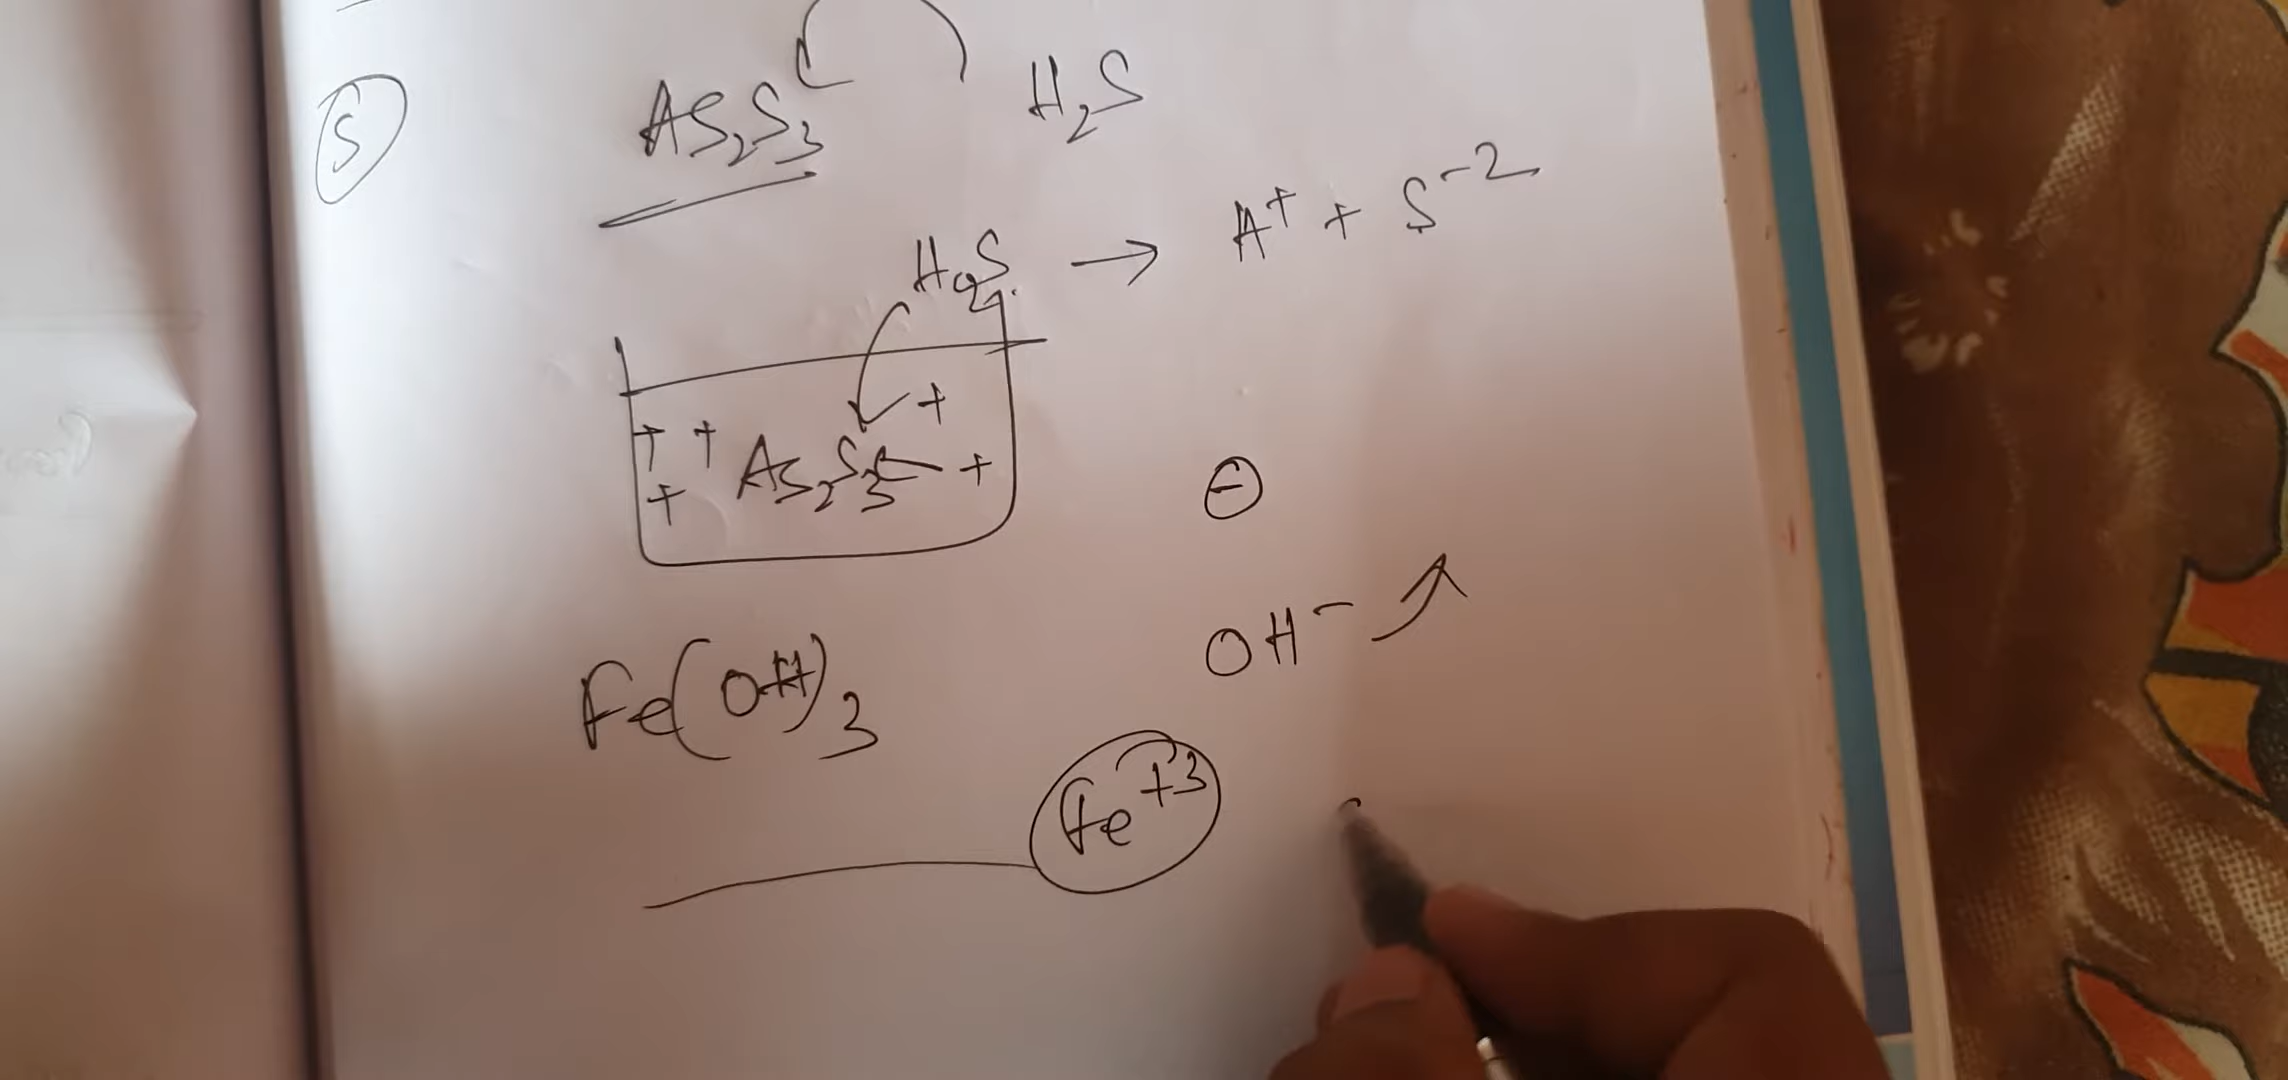 S
As₂S₃ H₂S
H₂S → H⁺ + S⁻²
+ + As₂S₃ +
+ +
⊖
Fe(OH)₃ OH⁻
Fe⁺³